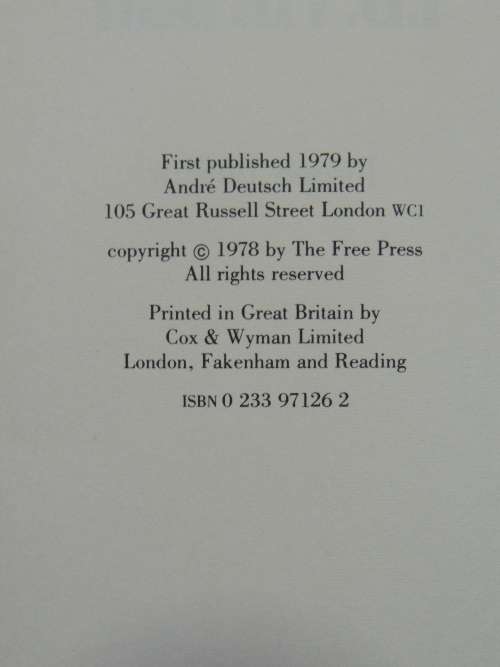 First published 1979 by
André Deutsch Limited
105 Great Russell Street London WC1
copyright © 1978 by The Free Press
All rights reserved
Printed in Great Britain by
Cox & Wyman Limited
London, Fakenham and Reading
ISBN 0 233 97126 2